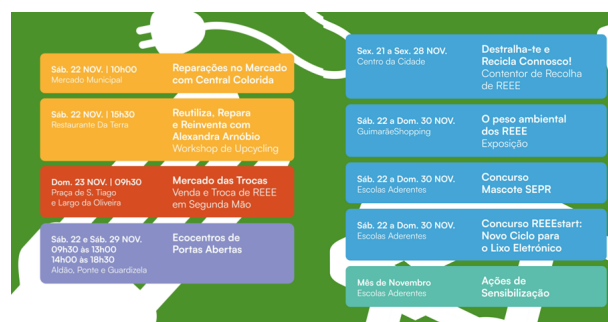 Sáb. 22 NOV. | 10h00
Mercado Municipal
Reparações no Mercado
com Central Colorida
Sáb. 22 NOV. | 15h30
Restaurante Da Terra
Reutiliza, Repara
e Reinventa com
Alexandra Arnóbio
Workshop de Upcycling
Dom. 23 NOV. | 09h30
Praça de S. Tiago
e Largo da Oliveira
Mercado das Trocas
Venda e Troca de REEE
em Segunda Mão
Sáb. 22 e Sáb. 29 NOV.
09h30 às 13h00
14h00 às 18h30
Aldão, Ponte e Guardizela
Ecocentros de
Portas Abertas
Sex. 21 a Sex. 28 NOV.
Centro da Cidade
Destralha-te e
Recicla Connosco!
Contentor de Recolha
de REEE
Sáb. 22 a Dom. 30 NOV.
GuimarãeShopping
O peso ambiental
dos REEE
Exposição
Sáb. 22 a Dom. 30 NOV.
Escolas Aderentes
Concurso
Mascote SEPR
Sáb. 22 a Dom. 30 NOV.
Escolas Aderentes
Concurso REEEstart:
Novo Ciclo para
o Lixo Eletrónico
Mês de Novembro
Escolas Aderentes
Ações de
Sensibilização